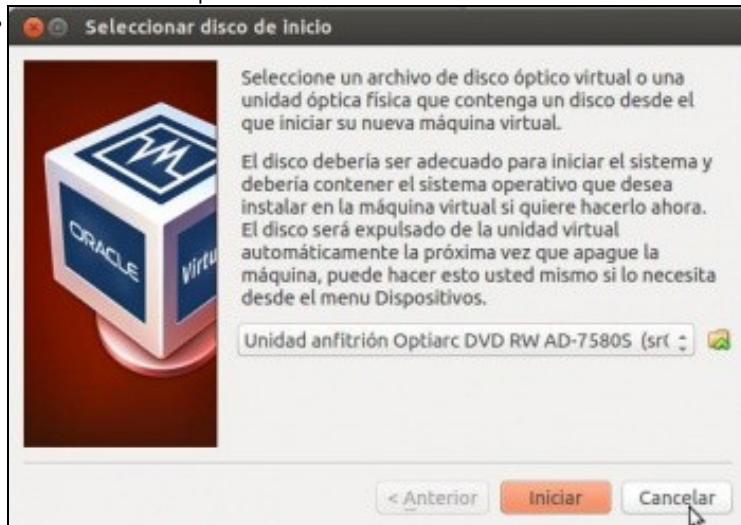 Seleccionar disco de inicio
Seleccione un archivo de disco óptico virtual o una
unidad óptica física que contenga un disco desde el
que iniciar su nueva máquina virtual.
El disco debería ser adecuado para iniciar el sistema y
debería contener el sistema operativo que desea
instalar en la máquina virtual si quiere hacerlo ahora.
El disco será expulsado de la unidad virtual
automáticamente la próxima vez que apague la
máquina, puede hacer esto usted mismo si lo necesita
desde el menu Dispositivos.
ORACLE
Virtu
Unidad anfitrión Optiarc DVD RW AD-7580S (sr(
< Anterior
Iniciar
Cancelar